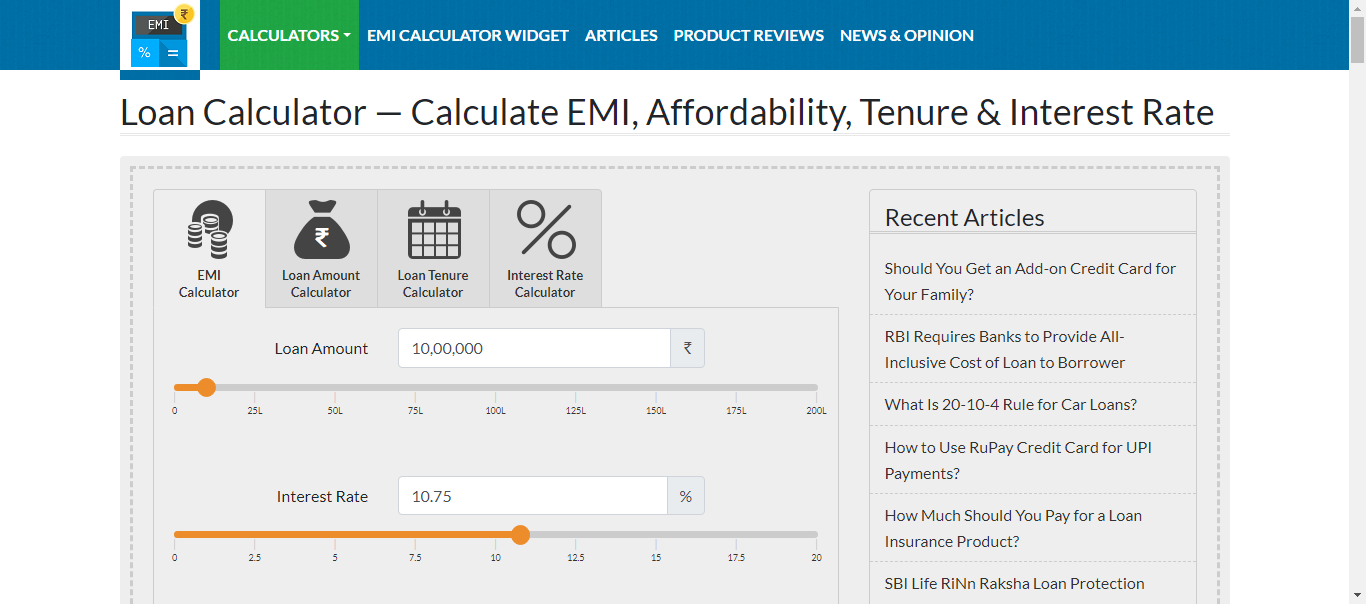 EMI ₹
% =
CALCULATORS EMI CALCULATOR WIDGET ARTICLES PRODUCT REVIEWS NEWS & OPINION
Loan Calculator — Calculate EMI, Affordability, Tenure & Interest Rate
EMI
Calculator
₹
Loan Amount
Calculator
Loan Tenure
Calculator
Interest Rate
Calculator
Loan Amount 10,00,000 ₹
0 25L 50L 75L 100L 125L 150L 175L 200L
Interest Rate 10.75 %
0 2.5 5 7.5 10 12.5 15 17.5 20
Recent Articles
Should You Get an Add-on Credit Card for
Your Family?
RBI Requires Banks to Provide All-
Inclusive Cost of Loan to Borrower
What Is 20-10-4 Rule for Car Loans?
How to Use RuPay Credit Card for UPI
Payments?
How Much Should You Pay for a Loan
Insurance Product?
SBI Life RiNn Raksha Loan Protection